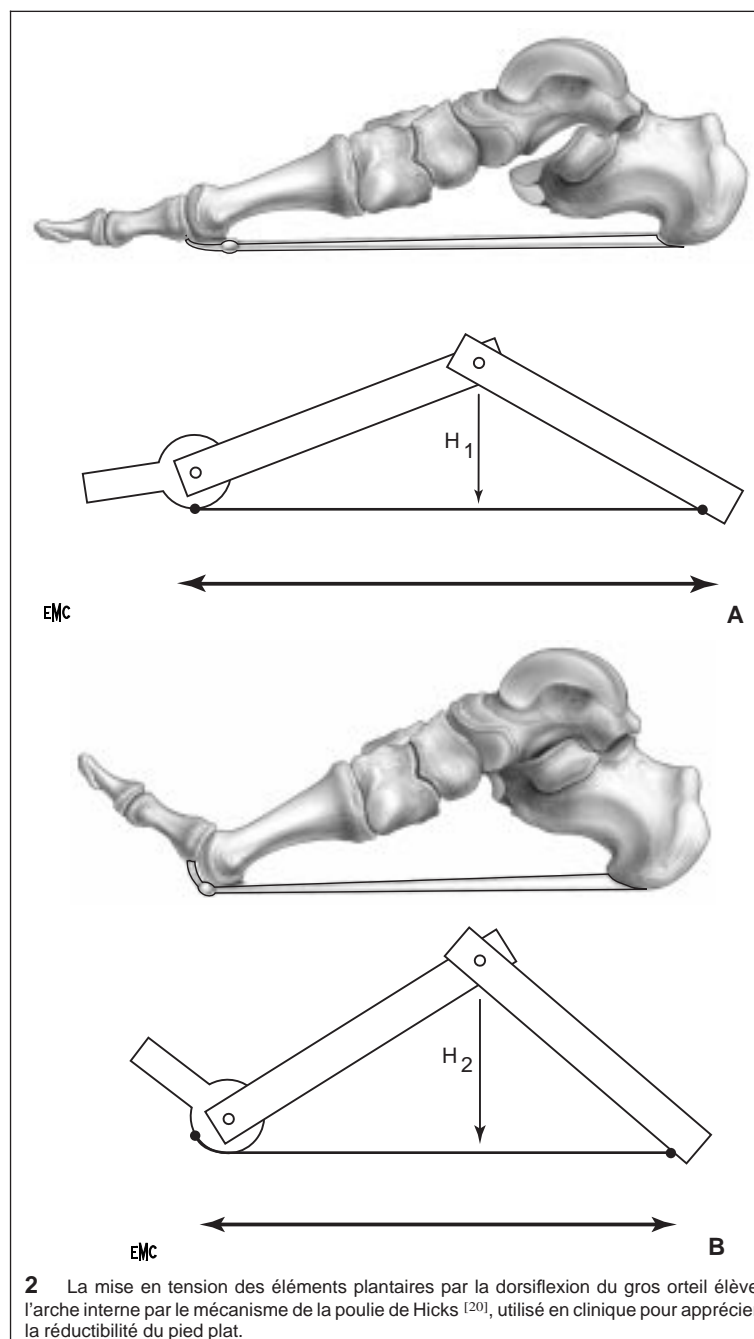 H1
EMC
A
H2
EMC
B
2 La mise en tension des éléments plantaires par la dorsiflexion du gros orteil élève
l'arche interne par le mécanisme de la poulie de Hicks [20], utilisé en clinique pour apprécie
la réductibilité du pied plat.